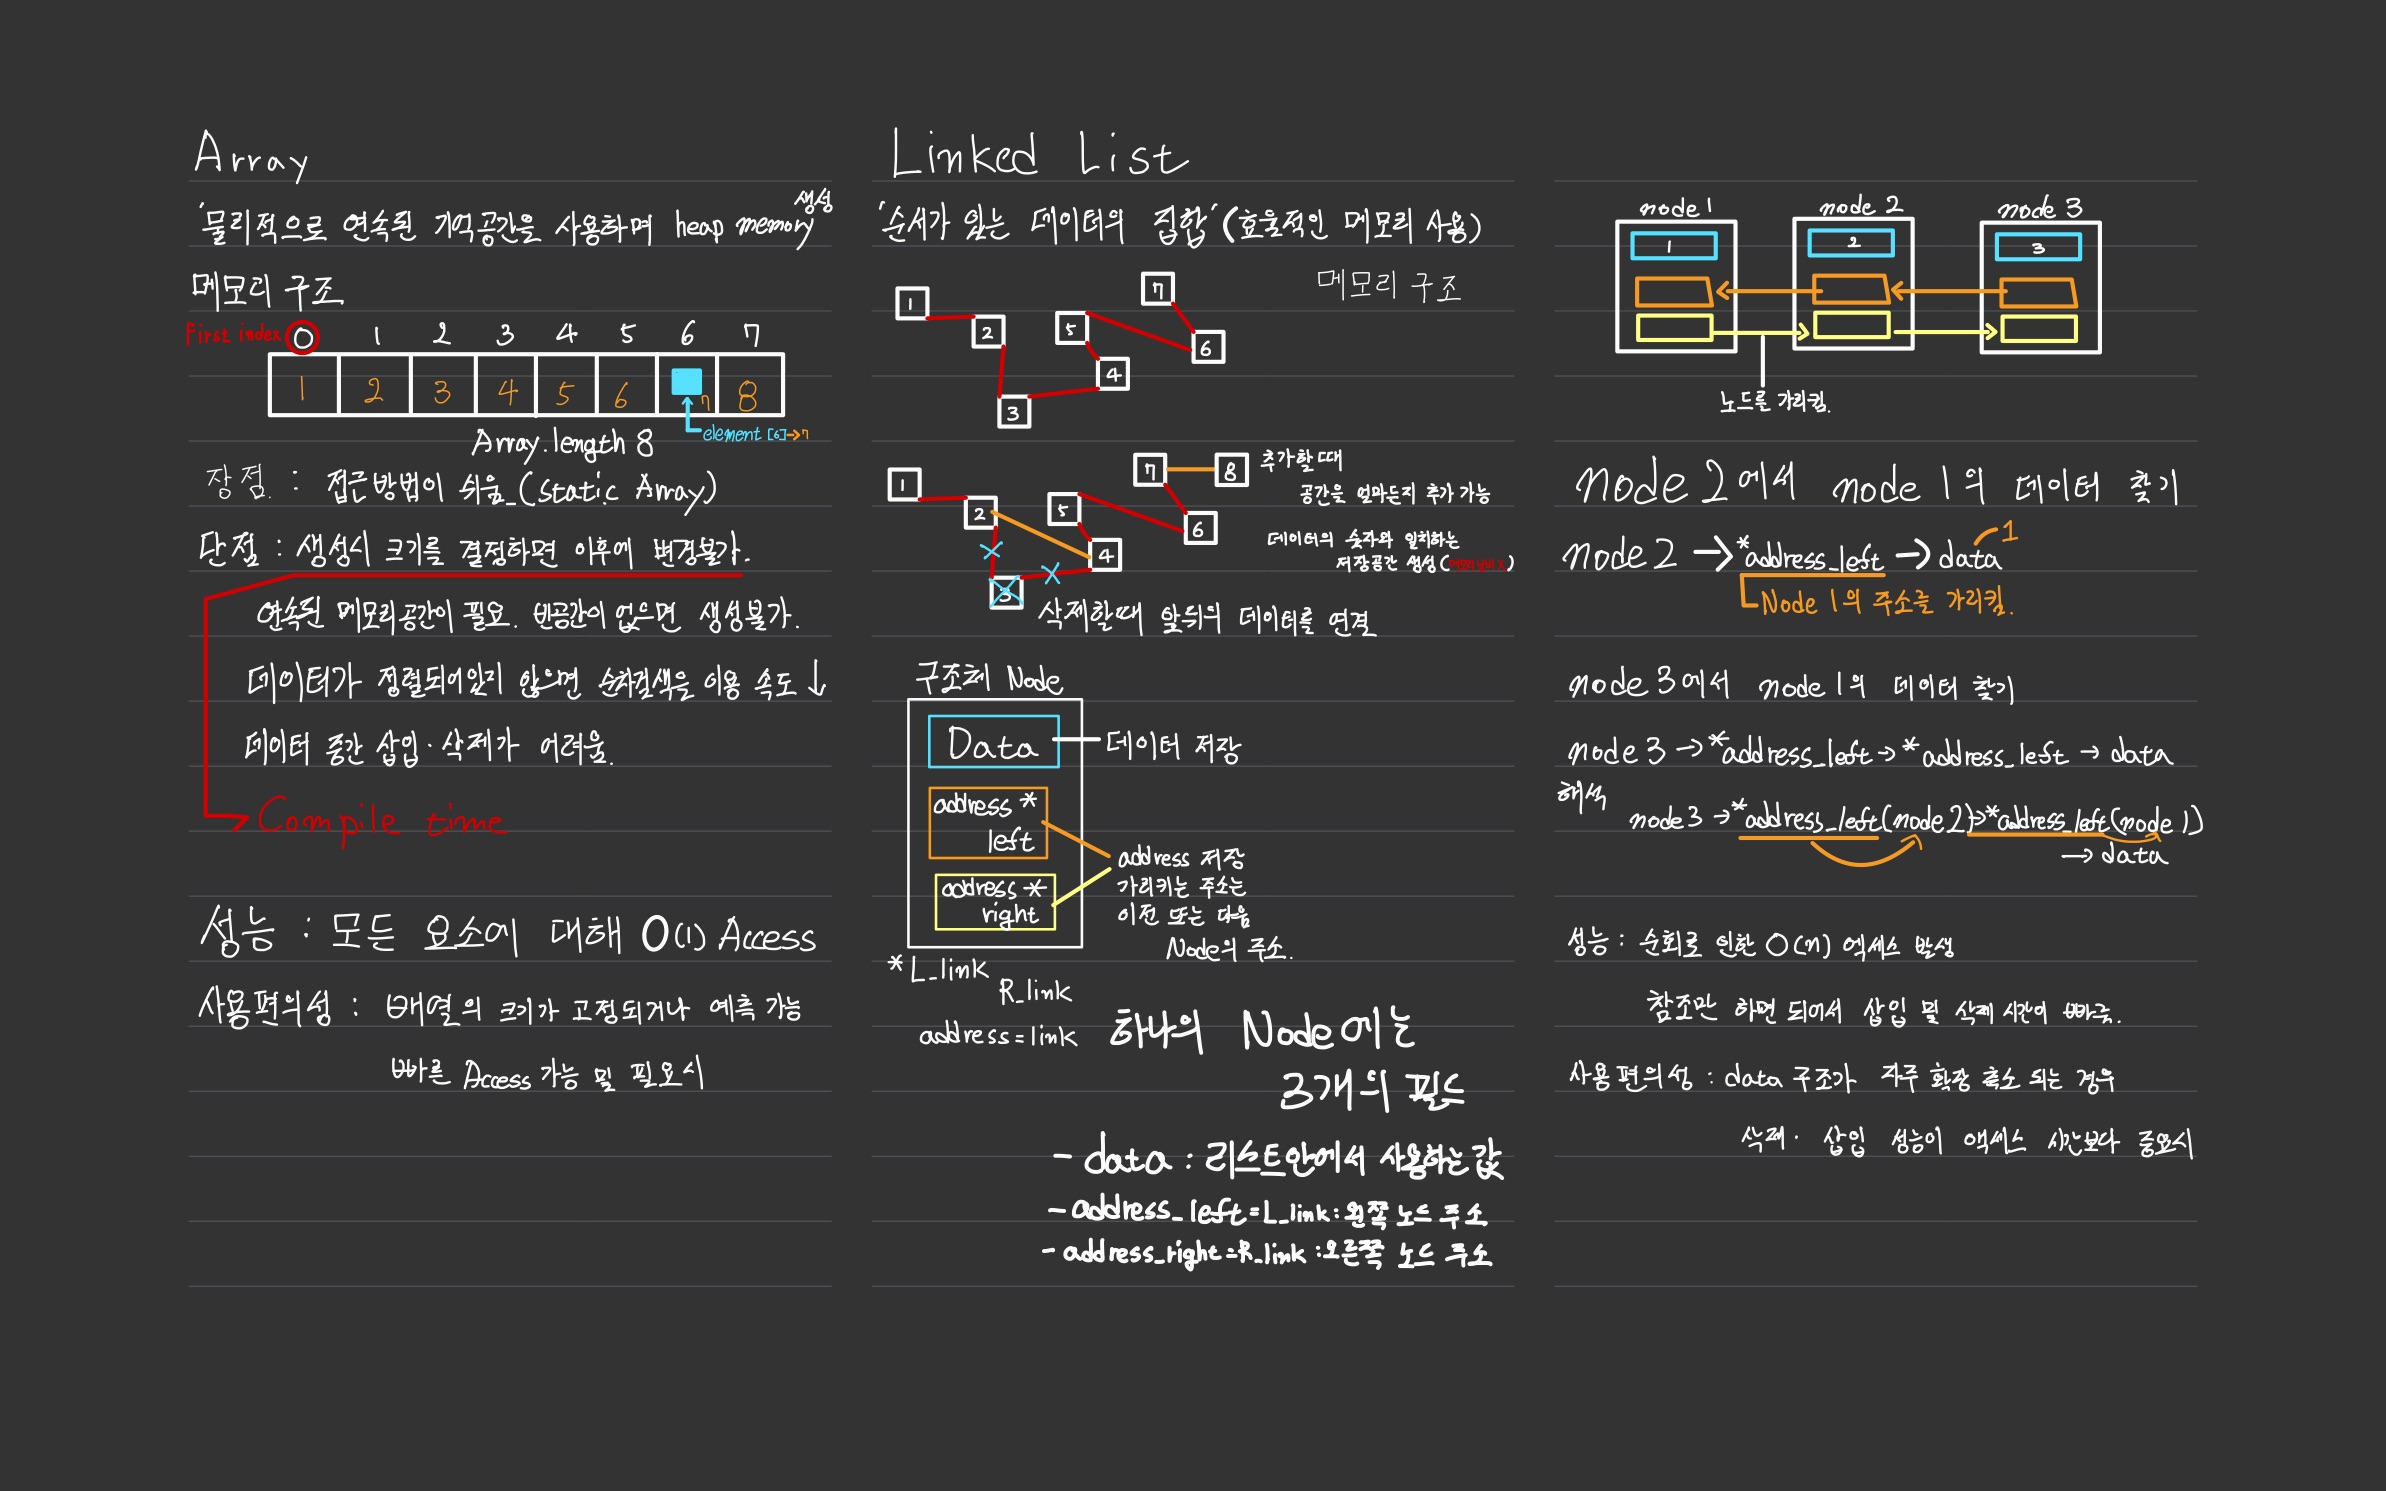 Array
생성
'물리적으로 연속된 기억공간을 사용하며 heap memory
메모리 구조
First index 0 1 2 3 4 5 6 7
1 2 3 4 5 6 7 8
element [6]→7
Array.length 8
장점 : 접근방법이 쉬움_(Static Array)
단점 : 생성시 크기를 결정하면 이후에 변경불가.
연속된 메모리공간이 필요. 빈공간이 없으면 생성불가.
데이터가 정렬되어있지 않으면 순차검색을 이용 속도↓
데이터 중간 삽입·삭제가 어려움.
Compile time
성능 : 모든 요소에 대해 O(1) Access
사용편의성 : 배열의 크기가 고정되거나 예측 가능
빠른 Access 가능 및 필요시
Linked List
'순서가 있는 데이터의 집합' (효율적인 메모리 사용)
메모리 구조
1 2 3 4 5 6 7
1 2 3 4 5 6 7 8
추가할때
공간을 얼마든지 추가 가능
데이터의 숫자와 일치하는
저장공간 생성(메모리낭비 X)
삭제할때 앞뒤의 데이터를 연결
구조체 Node
Data
데이터 저장
address *
left
address *
right
address 저장
가리키는 주소는
이전 또는 다음
Node의 주소.
*L_link
R_link
address=link
하나의 Node에는
3개의 필드
- data : 리스트안에서 사용하는 값
- address_left=L_link:왼쪽 노드 주소
- address_right=R_link:오른쪽 노드 주소
node 1 node 2 node 3
1 2 3
노드를 가리킴.
node 2에서 node 1의 데이터 찾기
1
node 2 → *address_left → data
Node 1의 주소를 가리킴.
node 3에서 node 1의 데이터 찾기
node 3 → *address_left → *address_left → data
해석
node3 → *address_left(node2) → *address_left(node 1)
→ data
성능 : 순회로 인한 O(n) 엑세스 발생
참조만 하면 되어서 삽입 및 삭제 시간이 빠름.
사용편의성 : data 구조가 자주 확장 축소 되는 경우
삭제· 삽입 성능이 액세스 시간보다 중요시